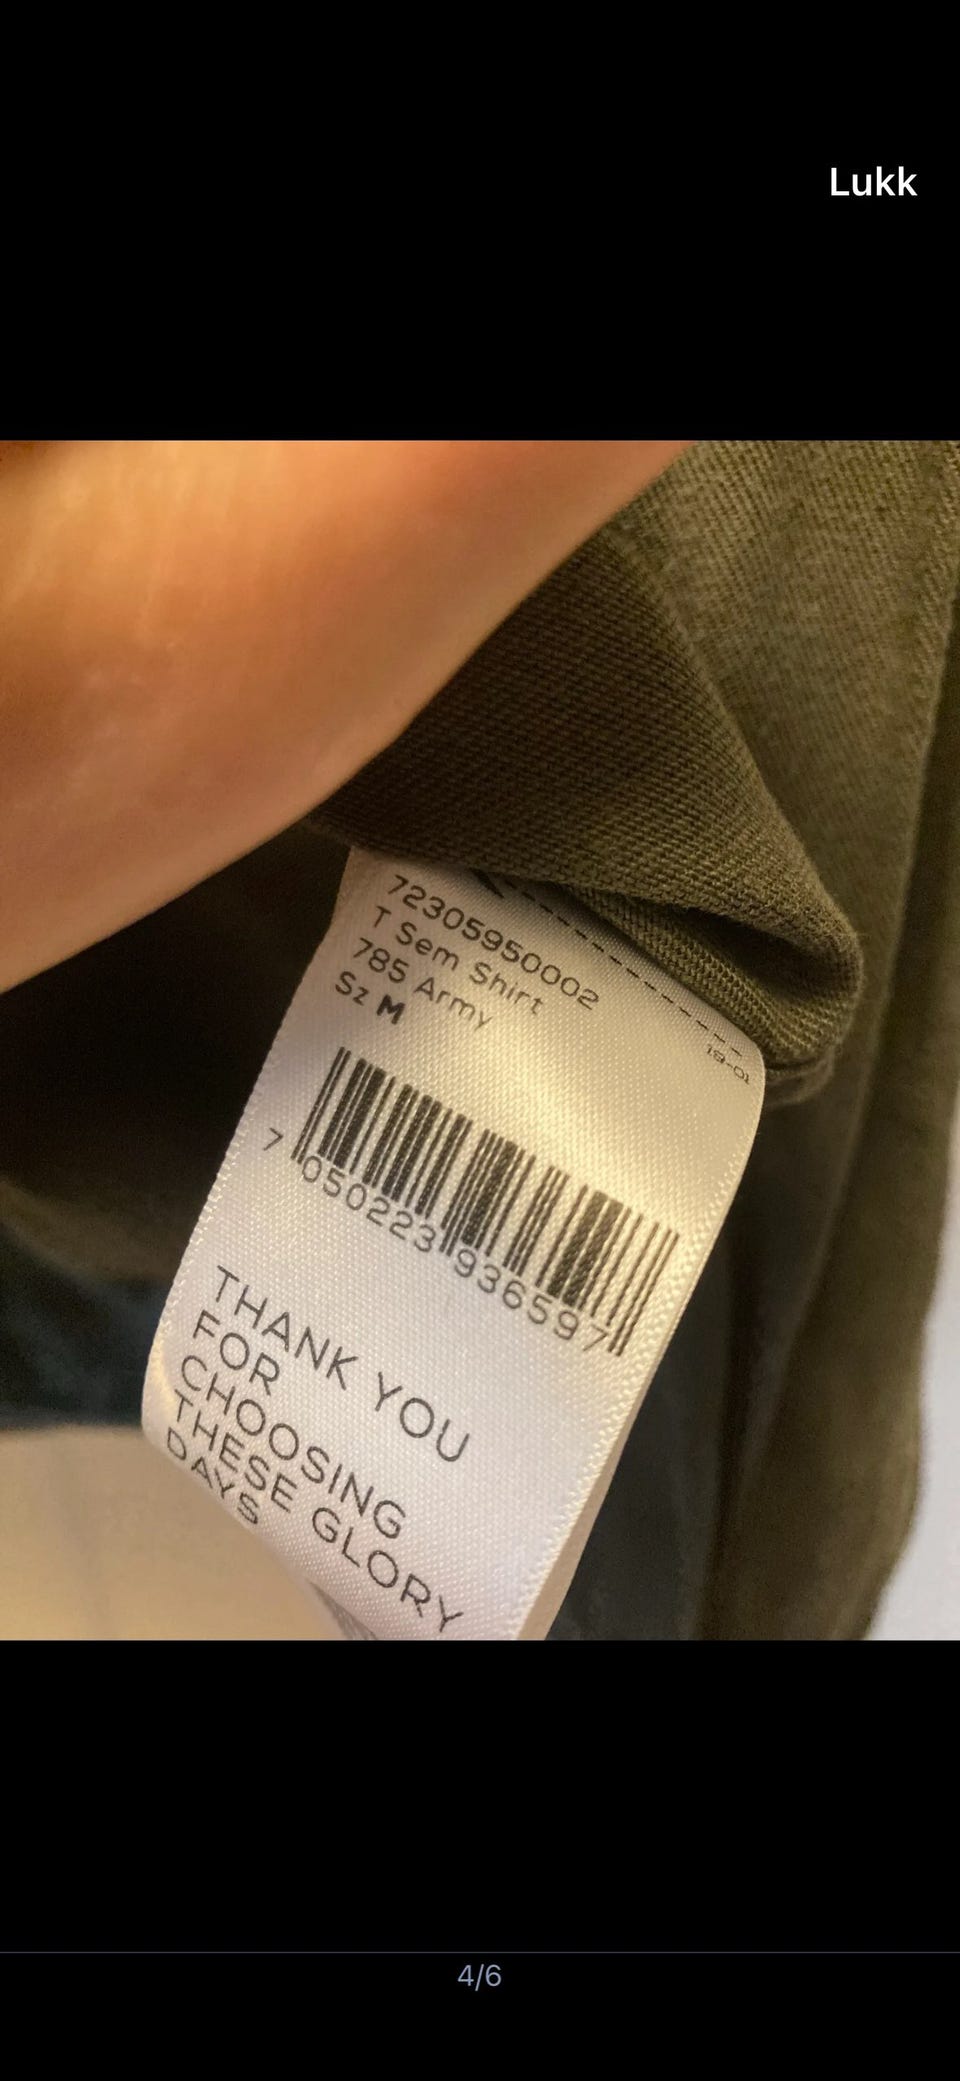 Lukk
72305950002
T Sem Shirt
785 Army
Sz M
19-01
7 050223 936597
THANK YOU
FOR
CHOOSING
THESE GLORY
DAYS
4/6